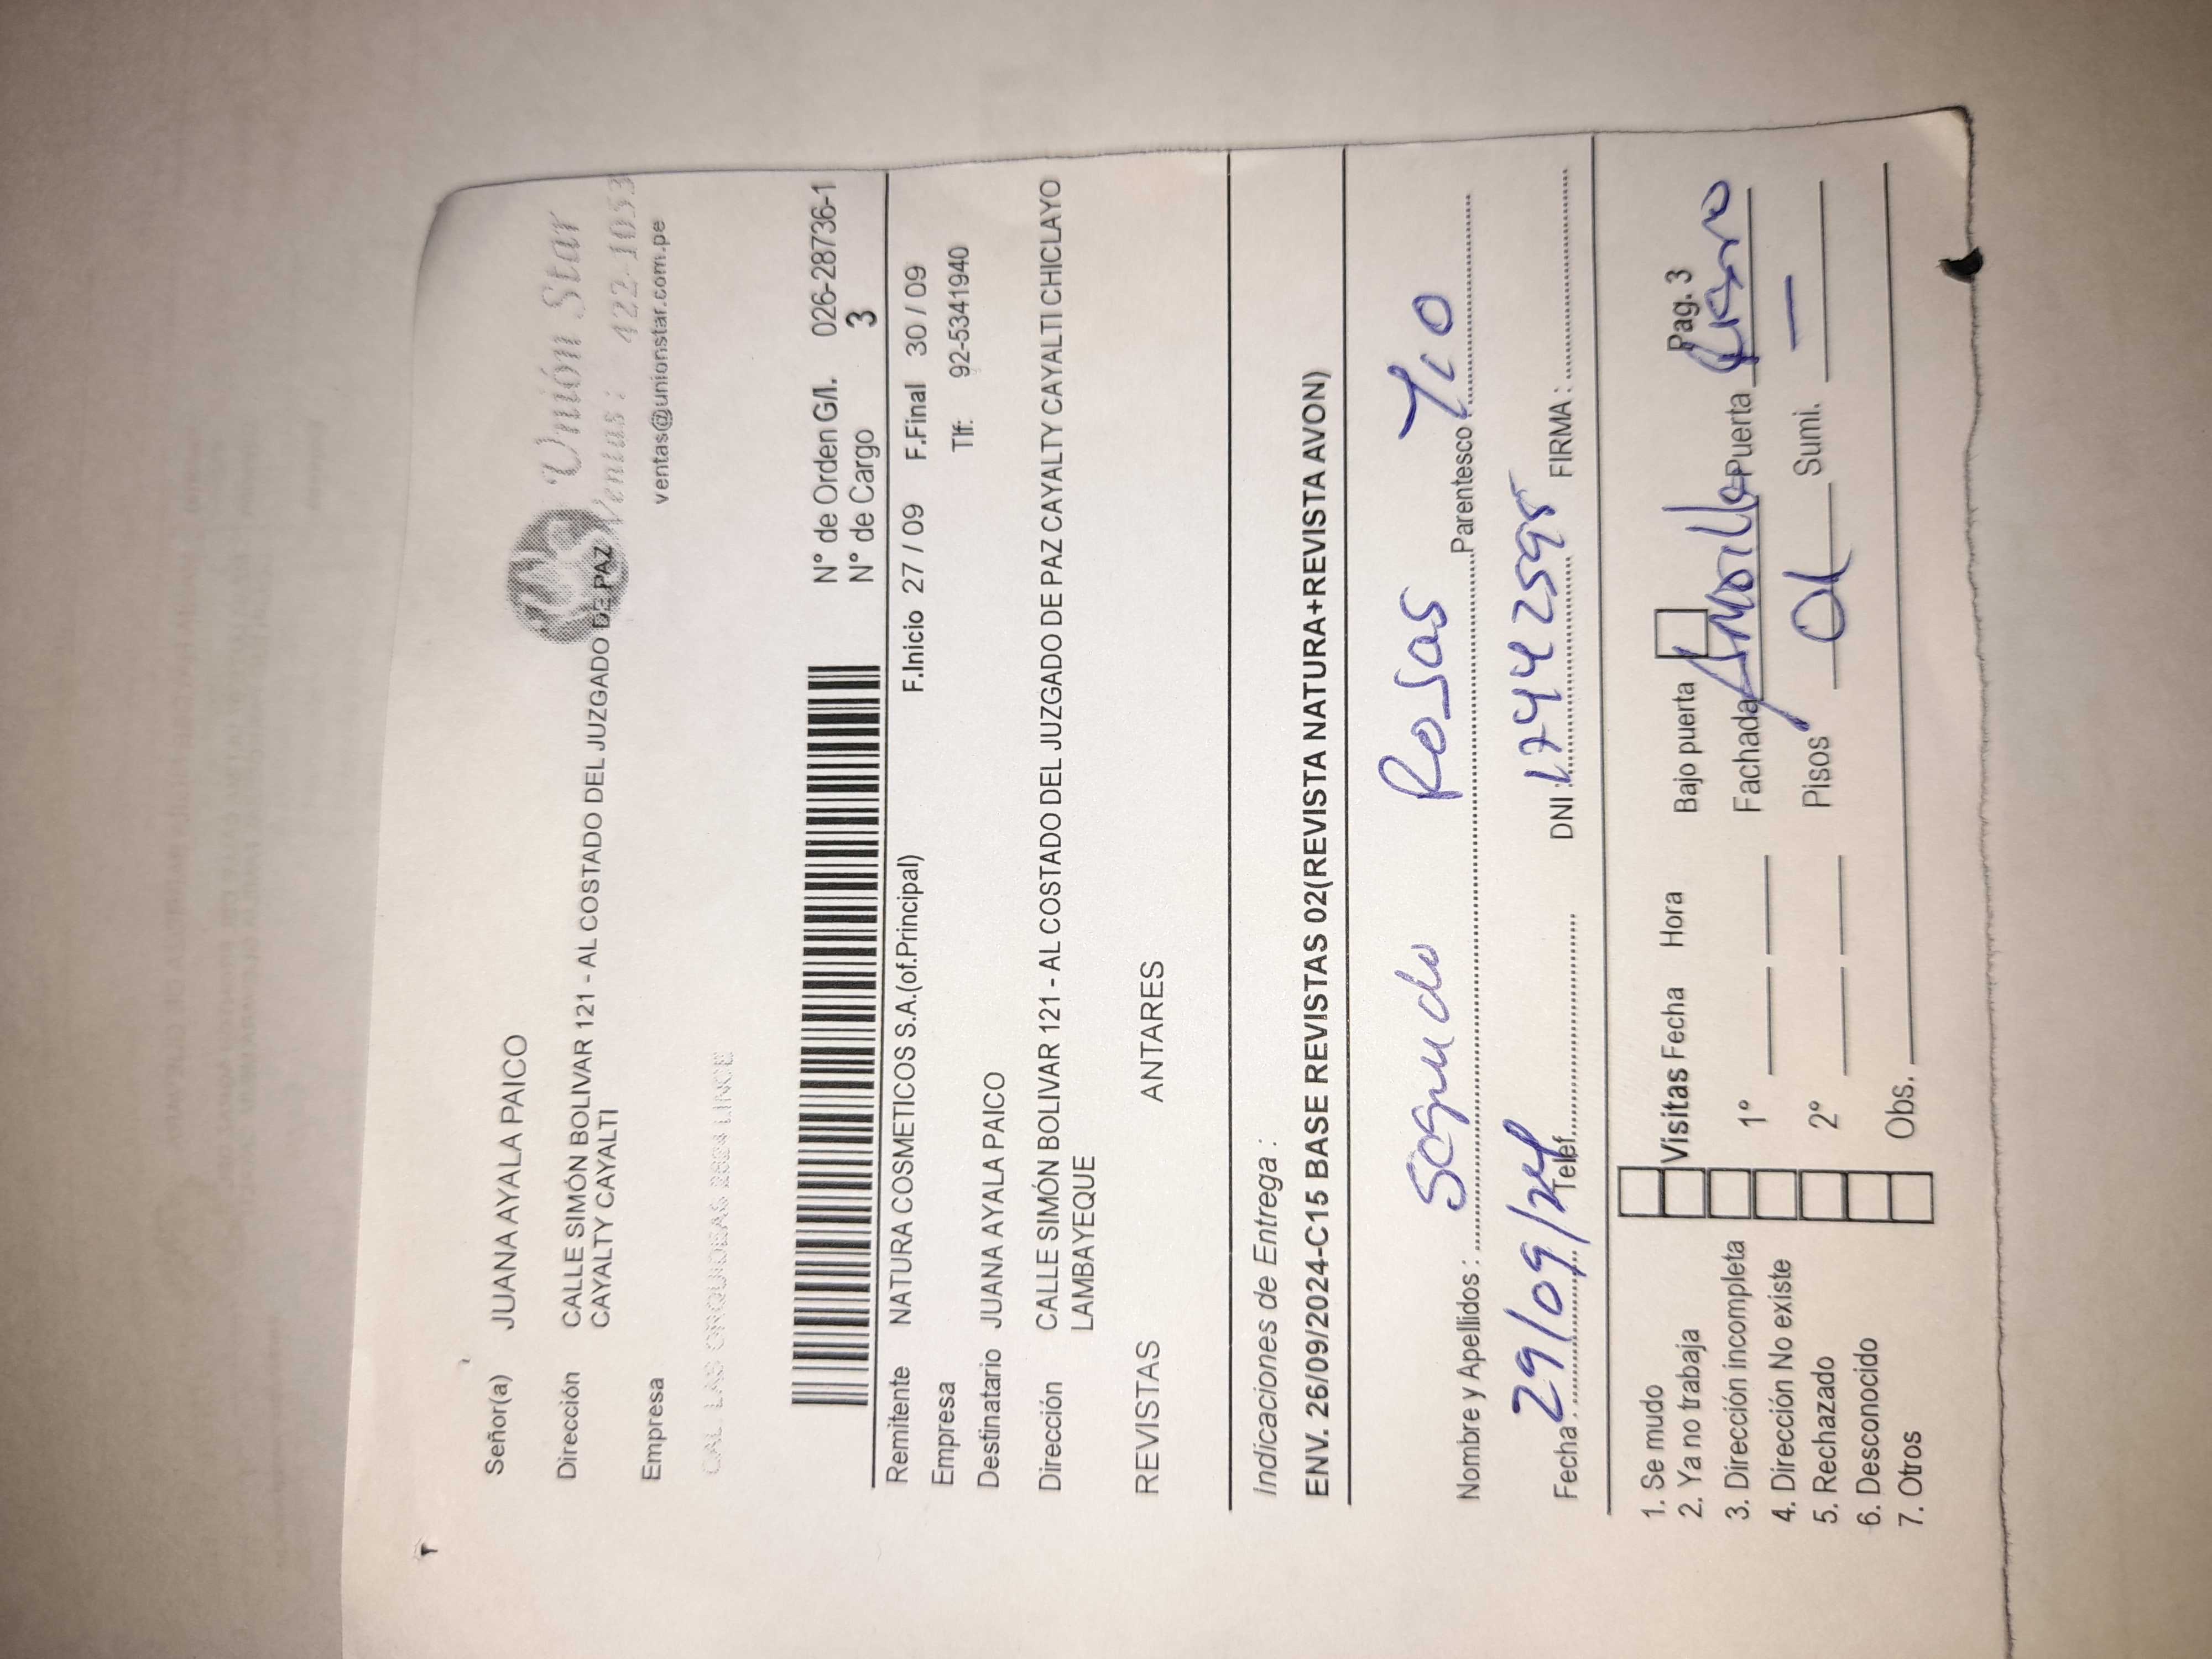 Unión Star
Ventas : 422-1053
ventas@unionstar.com.pe
Señor(a) JUANA AYALA PAICO
Dirección CALLE SIMÓN BOLIVAR 121 - AL COSTADO DEL JUZGADO DE PAZ
CAYALTY CAYALTI
Empresa
CAL. LAS ORQUIDEAS 2624 LINCE
N° de Orden G/l. 026-28736-1
N° de Cargo 3
Remitente NATURA COSMETICOS S.A.(of.Principal) F.Inicio 27 / 09 F.Final 30 / 09
Empresa Tlf: 92-5341940
Destinatario JUANA AYALA PAICO
Dirección CALLE SIMÓN BOLIVAR 121 - AL COSTADO DEL JUZGADO DE PAZ CAYALTY CAYALTI CHICLAYO
LAMBAYEQUE
REVISTAS ANTARES
Indicaciones de Entrega :
ENV. 26/09/2024-C15 BASE REVISTAS 02(REVISTA NATURA+REVISTA AVON)
Nombre y Apellidos : Segundo Rosas Parentesco Tio
Fecha : 29/09/24 Telef. DNI : 17442595 FIRMA :
Pag. 3
1. Se mudo Visitas Fecha Hora Bajo puerta
2. Ya no trabaja
3. Dirección incompleta 1° Fachada Amarillo Puerta Fierro
4. Dirección No existe
5. Rechazado 2° Pisos 01 Sumi. —
6. Desconocido
7. Otros Obs.